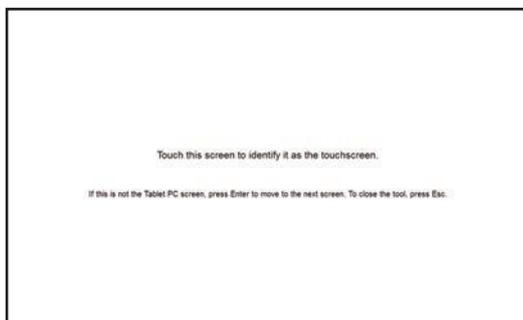 Touch this screen to identify it as the touchscreen.
If this is not the Tablet PC screen, press Enter to move to the next screen. To close the tool, press Esc.